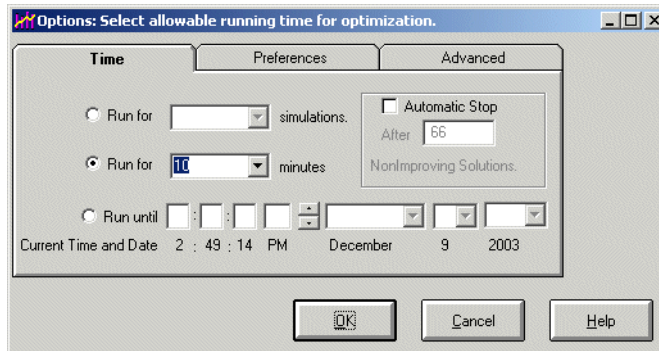 Options: Select allowable running time for optimization.
Time Preferences Advanced
Run for simulations.
Automatic Stop
After 66
NonImproving Solutions.
Run for 10 minutes
Run until : :
Current Time and Date 2 : 49 : 14 PM December 9 2003
OK Cancel Help